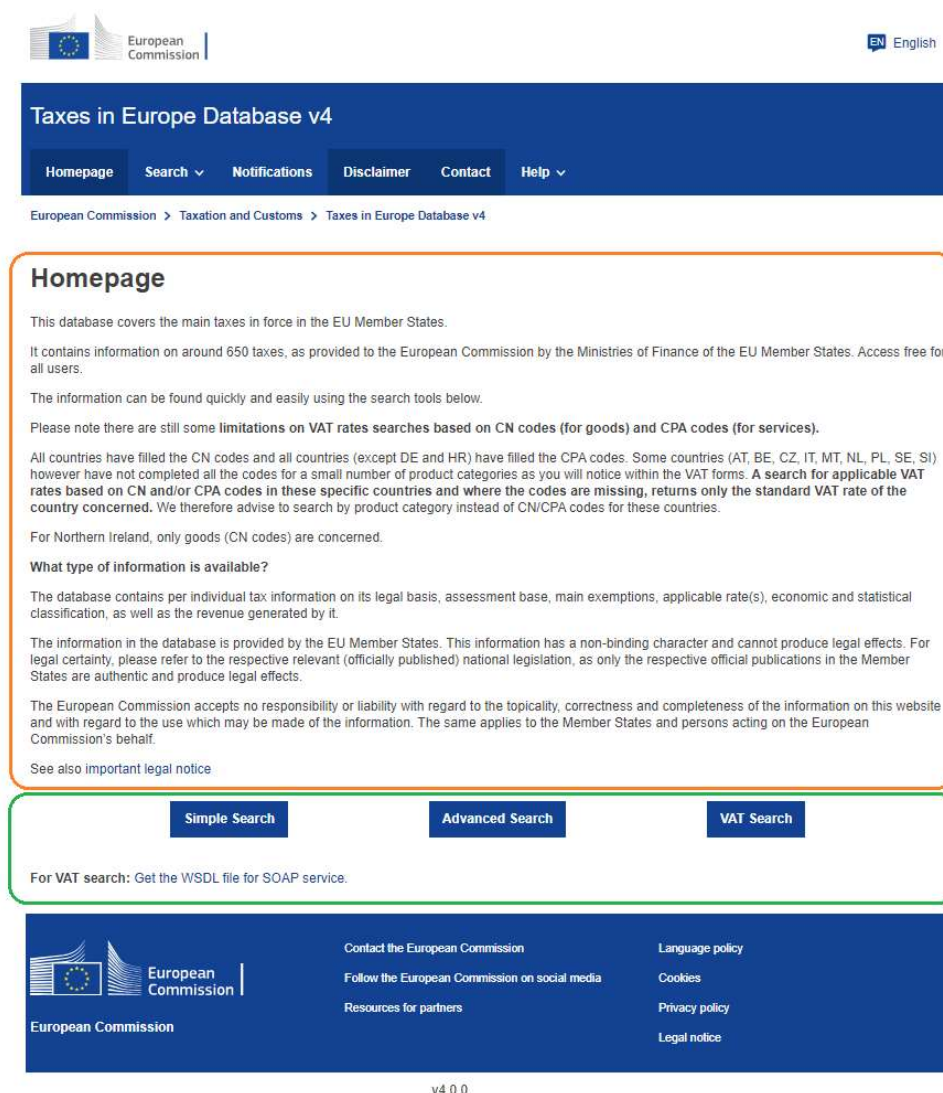 European
Commission
EN English
Taxes in Europe Database v4
Homepage Search Notifications Disclaimer Contact Help
European Commission > Taxation and Customs > Taxes in Europe Database v4
Homepage
This database covers the main taxes in force in the EU Member States.
It contains information on around 650 taxes, as provided to the European Commission by the Ministries of Finance of the EU Member States. Access free for
all users.
The information can be found quickly and easily using the search tools below.
Please note there are still some limitations on VAT rates searches based on CN codes (for goods) and CPA codes (for services).
All countries have filled the CN codes and all countries (except DE and HR) have filled the CPA codes. Some countries (AT, BE, CZ, IT, MT, NL, PL, SE, SI)
however have not completed all the codes for a small number of product categories as you will notice within the VAT forms. A search for applicable VAT
rates based on CN and/or CPA codes in these specific countries and where the codes are missing, returns only the standard VAT rate of the
country concerned. We therefore advise to search by product category instead of CN/CPA codes for these countries.
For Northern Ireland, only goods (CN codes) are concerned.
What type of information is available?
The database contains per individual tax information on its legal basis, assessment base, main exemptions, applicable rate(s), economic and statistical
classification, as well as the revenue generated by it.
The information in the database is provided by the EU Member States. This information has a non-binding character and cannot produce legal effects. For
legal certainty, please refer to the respective relevant (officially published) national legislation, as only the respective official publications in the Member
States are authentic and produce legal effects.
The European Commission accepts no responsibility or liability with regard to the topicality, correctness and completeness of the information on this website
and with regard to the use which may be made of the information. The same applies to the Member States and persons acting on the European
Commission's behalf.
See also important legal notice
Simple Search Advanced Search VAT Search
For VAT search: Get the WSDL file for SOAP service.
European
Commission
European Commission
Contact the European Commission
Follow the European Commission on social media
Resources for partners
Language policy
Cookies
Privacy policy
Legal notice
v4.0.0